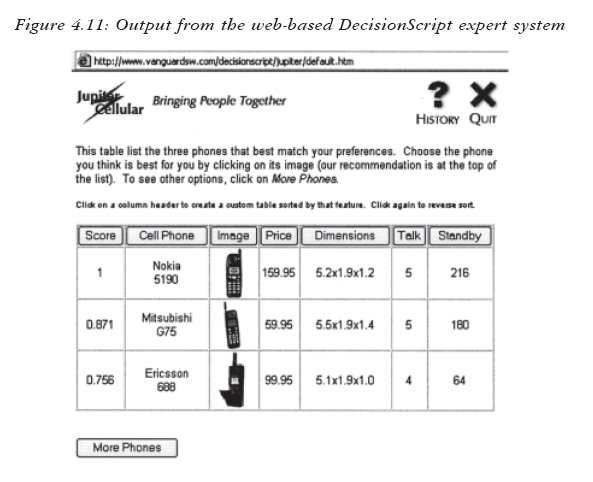 Figure 4.11: Output from the web-based DecisionScript expert system
http://www.vanguardsw.com/decisionscript/jupiter/default.htm
Jupiter
Cellular
Bringing People Together
HISTORY QUIT
This table list the three phones that best match your preferences. Choose the phone
you think is best for you by clicking on its image (our recommendation is at the top of
the list). To see other options, click on More Phones.
Click on a column header to create a custom table sorted by that feature. Click again to reverse sort.
Score Cell Phone Image Price Dimensions Talk Standby
1 Nokia 5190 159.95 5.2x1.9x1.2 5 216
0.871 Mitsubishi G75 59.95 5.5x1.9x1.4 5 180
0.756 Ericsson 688 99.95 5.1x1.9x1.0 4 64
More Phones